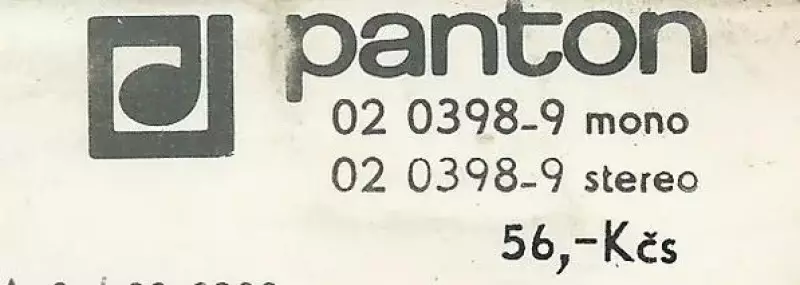 panton
02 0398-9 mono
02 0398-9 stereo
56,-Kčs